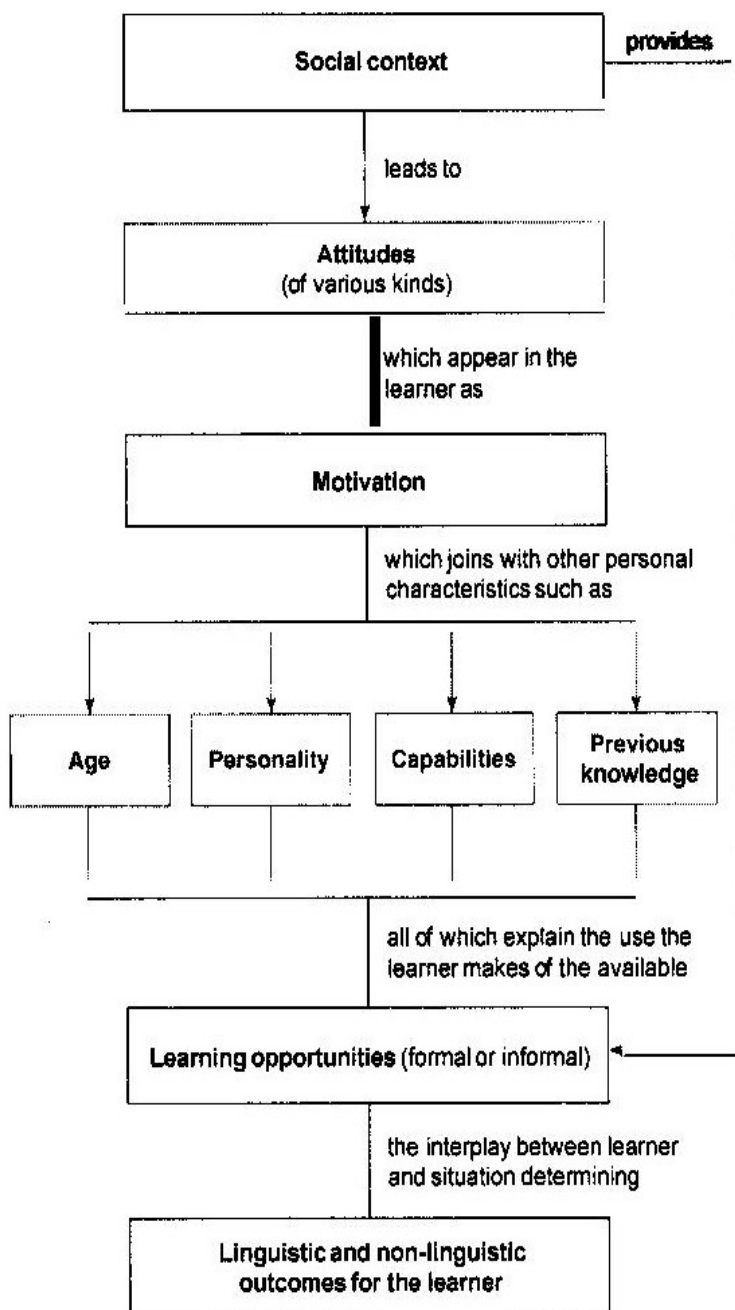 Social context
provides
leads to
Attitudes
(of various kinds)
which appear in the
learner as
Motivation
which joins with other personal
characteristics such as
Age
Personality
Capabilities
Previous
knowledge
all of which explain the use the
learner makes of the available
Learning opportunities (formal or informal)
the interplay between learner
and situation determining
Linguistic and non-linguistic
outcomes for the learner